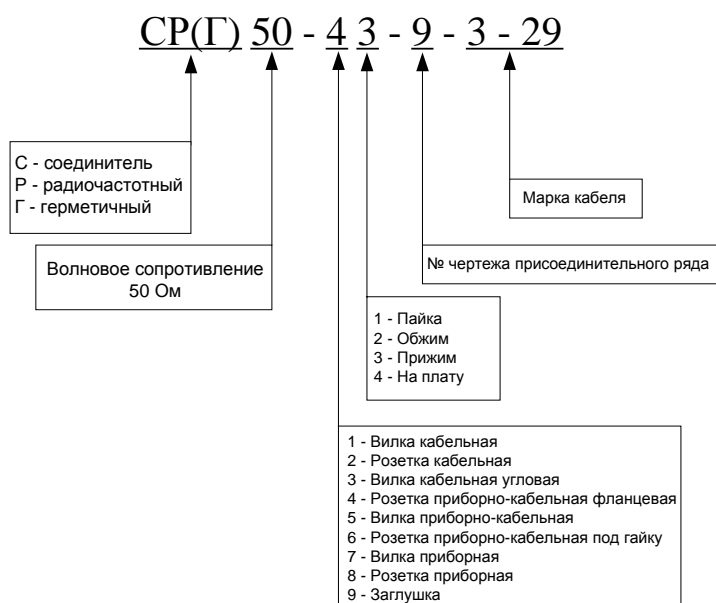 СР(Г) 50 - 4 3 - 9 - 3 - 29
С - соединитель
Р - радиочастотный
Г - герметичный
Марка кабеля
Волновое сопротивление
50 Ом
№ чертежа присоединительного ряда
1 - Пайка
2 - Обжим
3 - Прижим
4 - На плату
1 - Вилка кабельная
2 - Розетка кабельная
3 - Вилка кабельная угловая
4 - Розетка приборно-кабельная фланцевая
5 - Вилка приборно-кабельная
6 - Розетка приборно-кабельная под гайку
7 - Вилка приборная
8 - Розетка приборная
9 - Заглушка